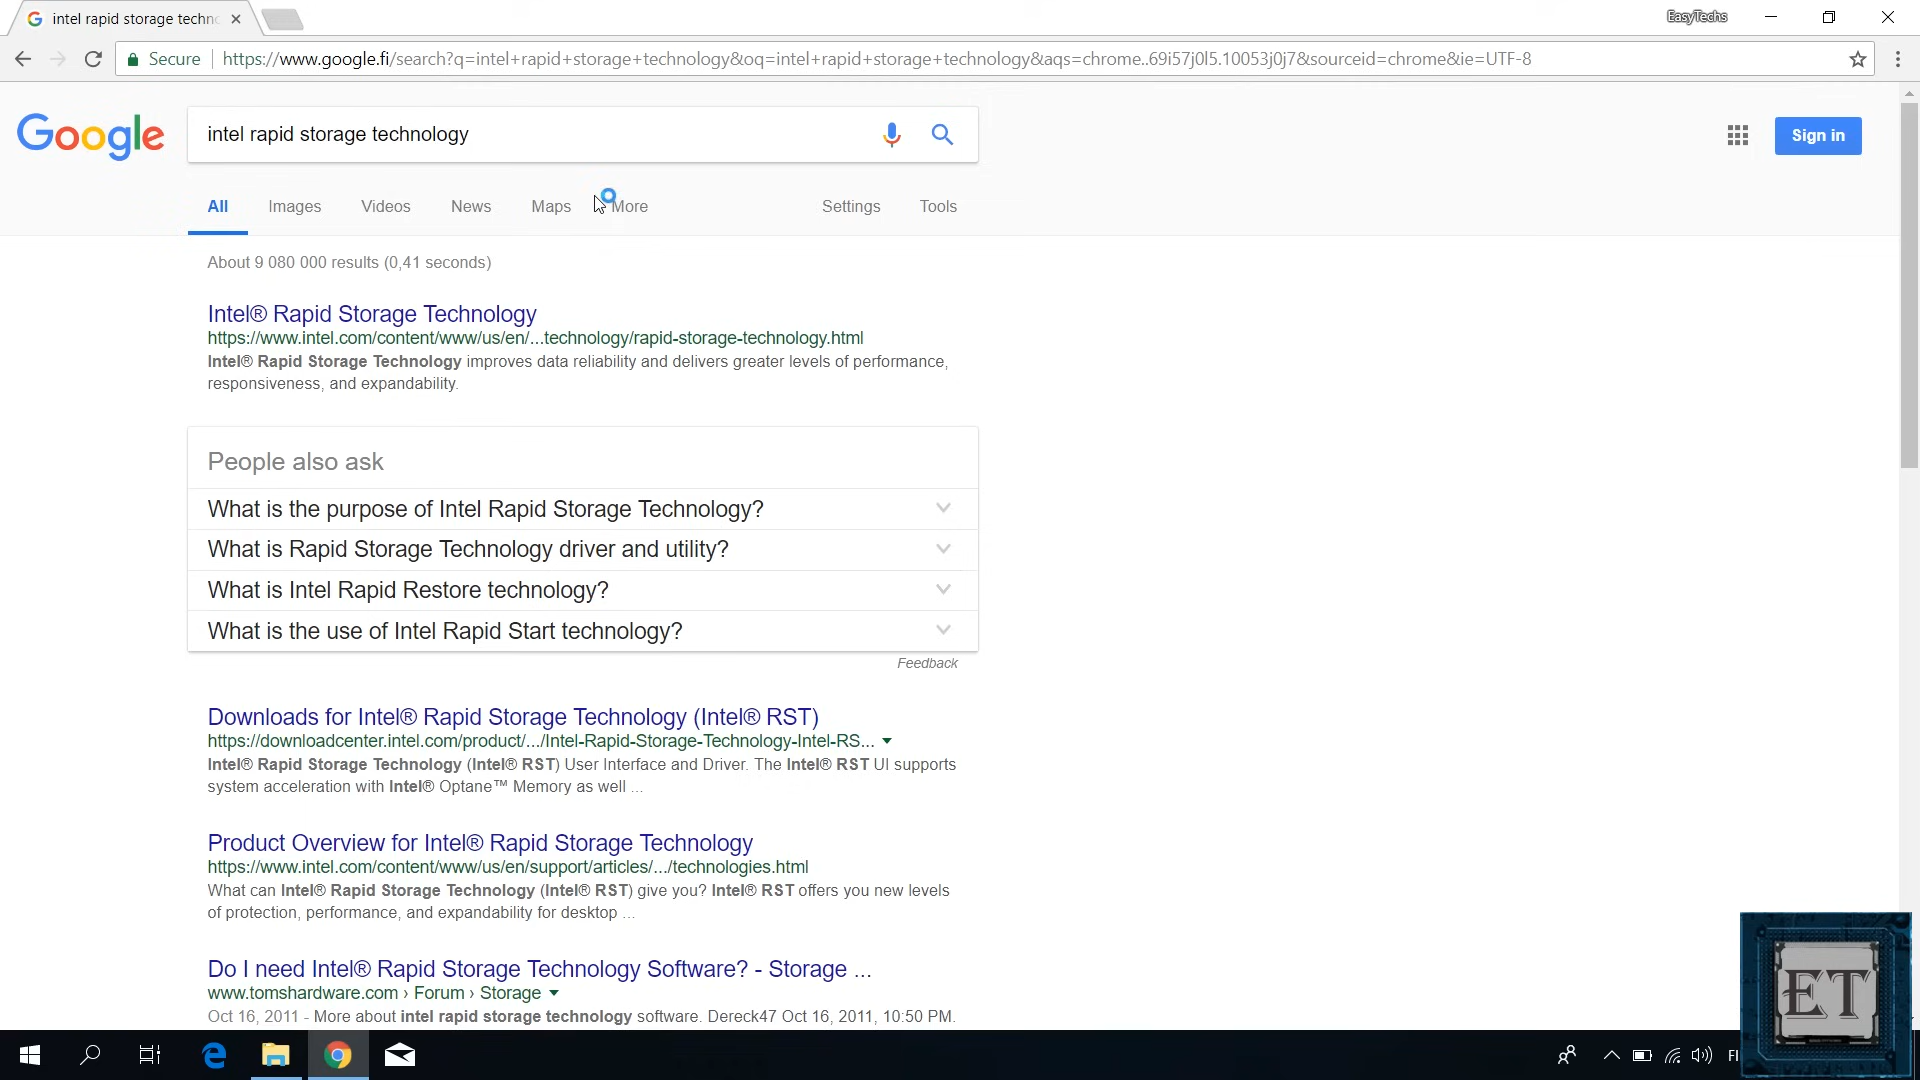 intel rapid storage techn
EasyTechs
Secure
https://www.google.fi/search?q=intel+rapid+storage+technology&oq=intel+rapid+storage+technology&aqs=chrome..69i57j0l5.10053j0j7&sourceid=chrome&ie=UTF-8
Google
intel rapid storage technology
Sign in
All
Images
Videos
News
Maps
More
Settings
Tools
About 9 080 000 results (0,41 seconds)
Intel® Rapid Storage Technology
https://www.intel.com/content/www/us/en/...technology/rapid-storage-technology.html
Intel® Rapid Storage Technology improves data reliability and delivers greater levels of performance,
responsiveness, and expandability.
People also ask
What is the purpose of Intel Rapid Storage Technology?
What is Rapid Storage Technology driver and utility?
What is Intel Rapid Restore technology?
What is the use of Intel Rapid Start technology?
Feedback
Downloads for Intel® Rapid Storage Technology (Intel® RST)
https://downloadcenter.intel.com/product/.../Intel-Rapid-Storage-Technology-Intel-RS...
Intel® Rapid Storage Technology (Intel® RST) User Interface and Driver. The Intel® RST UI supports
system acceleration with Intel® Optane™ Memory as well ...
Product Overview for Intel® Rapid Storage Technology
https://www.intel.com/content/www/us/en/support/articles/.../technologies.html
What can Intel® Rapid Storage Technology (Intel® RST) give you? Intel® RST offers you new levels
of protection, performance, and expandability for desktop ...
Do I need Intel® Rapid Storage Technology Software? - Storage ...
www.tomshardware.com › Forum › Storage
Oct 16, 2011 - More about intel rapid storage technology software. Dereck47 Oct 16, 2011, 10:50 PM.
FI
ET